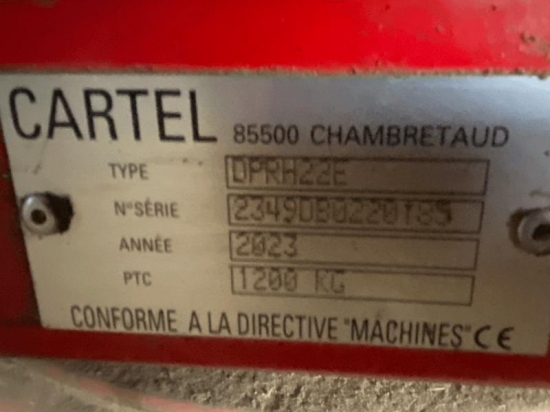 CARTEL 85500 CHAMBRETAUD
TYPE DPRH22E
N°SÉRIE 2349DB0220185
ANNÉE 2023
PTC 1200 KG
CONFORME A LA DIRECTIVE "MACHINES" CE